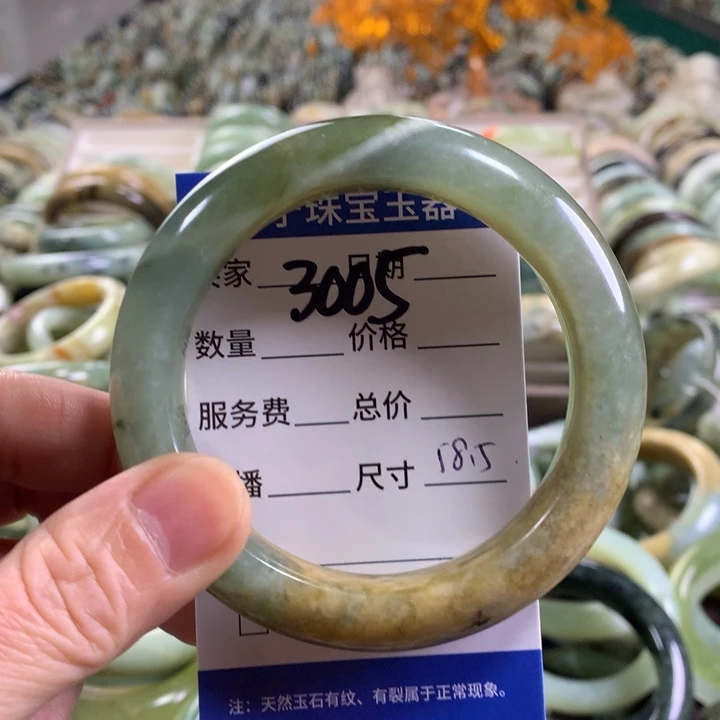 珠宝玉器
家 3005 日期
数量 价格
服务费 总价
播 尺寸 58.5
注：天然玉石有纹、有裂属于正常现象。